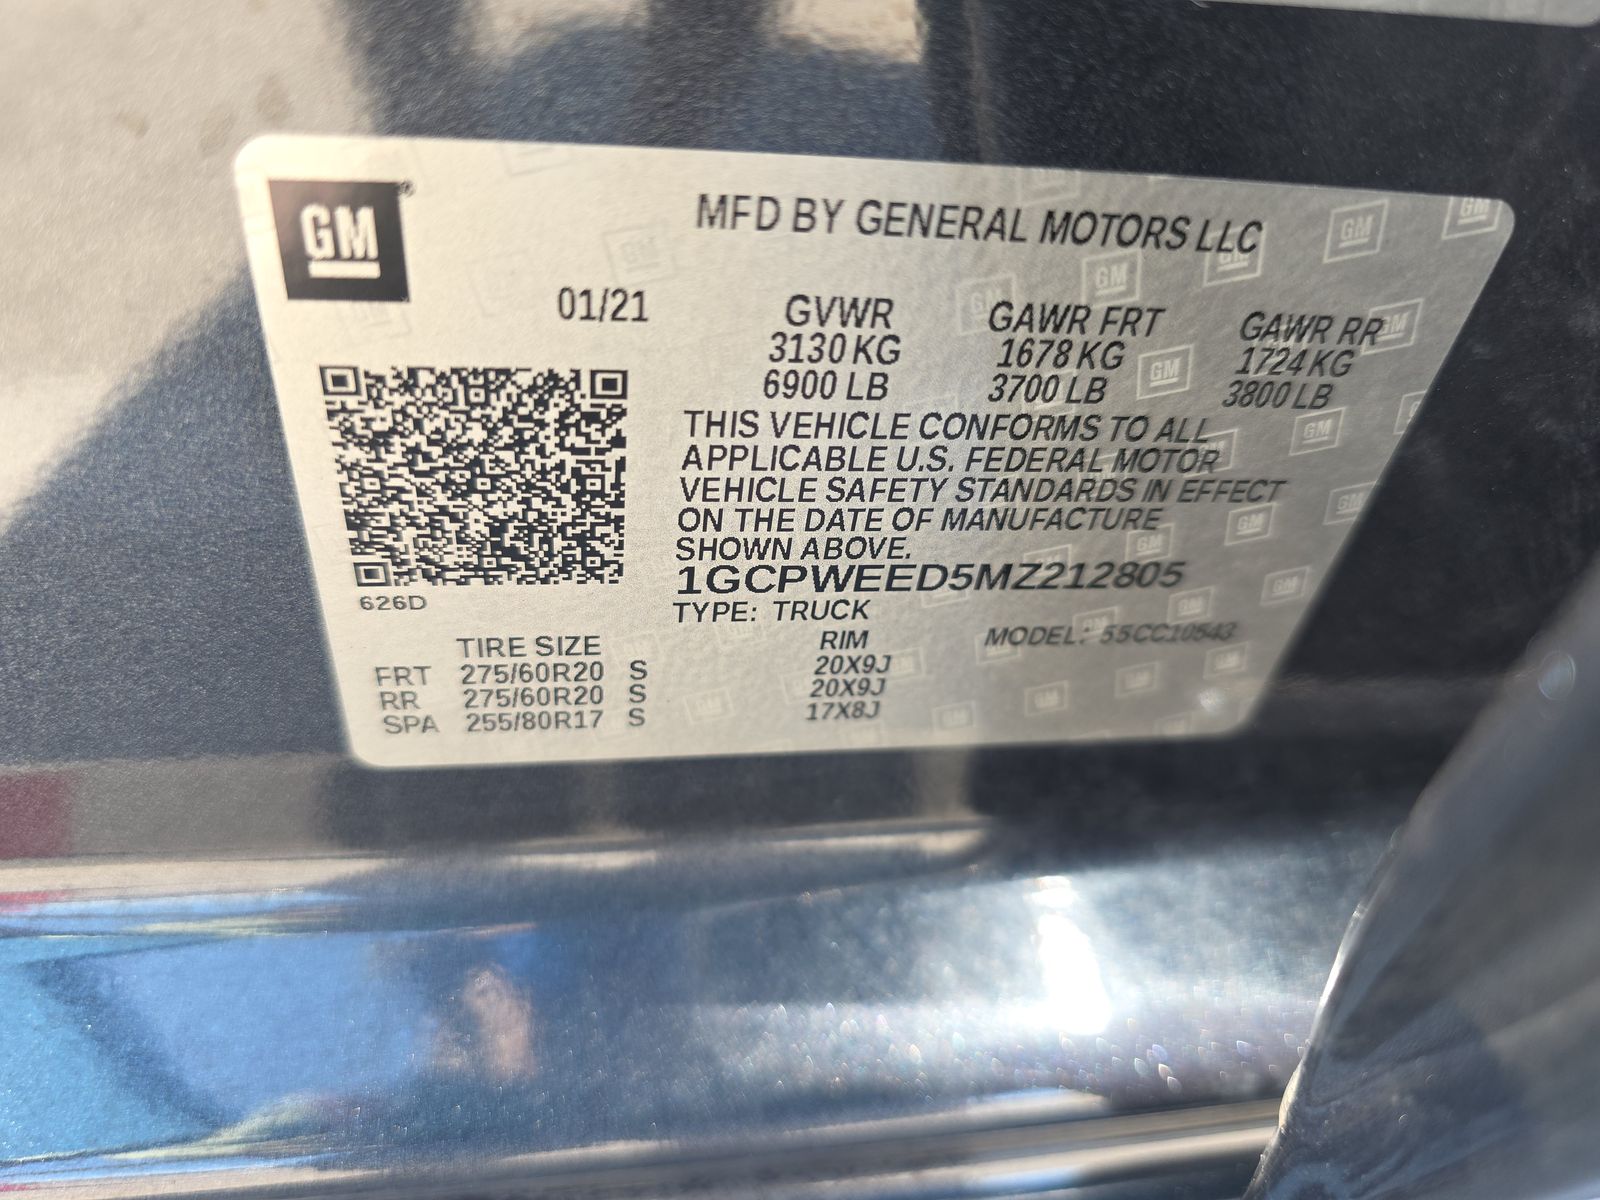 GM
MFD BY GENERAL MOTORS LLC
01/21
GVWR GAWR FRT GAWR RR
3130 KG 1678 KG 1724 KG
6900 LB 3700 LB 3800 LB
THIS VEHICLE CONFORMS TO ALL
APPLICABLE U.S. FEDERAL MOTOR
VEHICLE SAFETY STANDARDS IN EFFECT
ON THE DATE OF MANUFACTURE
SHOWN ABOVE.
1GCPWEED5MZ212805
626D
TYPE: TRUCK
MODEL: 55CC10543
TIRE SIZE RIM
FRT 275/60R20 S 20X9J
RR 275/60R20 S 20X9J
SPA 255/80R17 S 17X8J